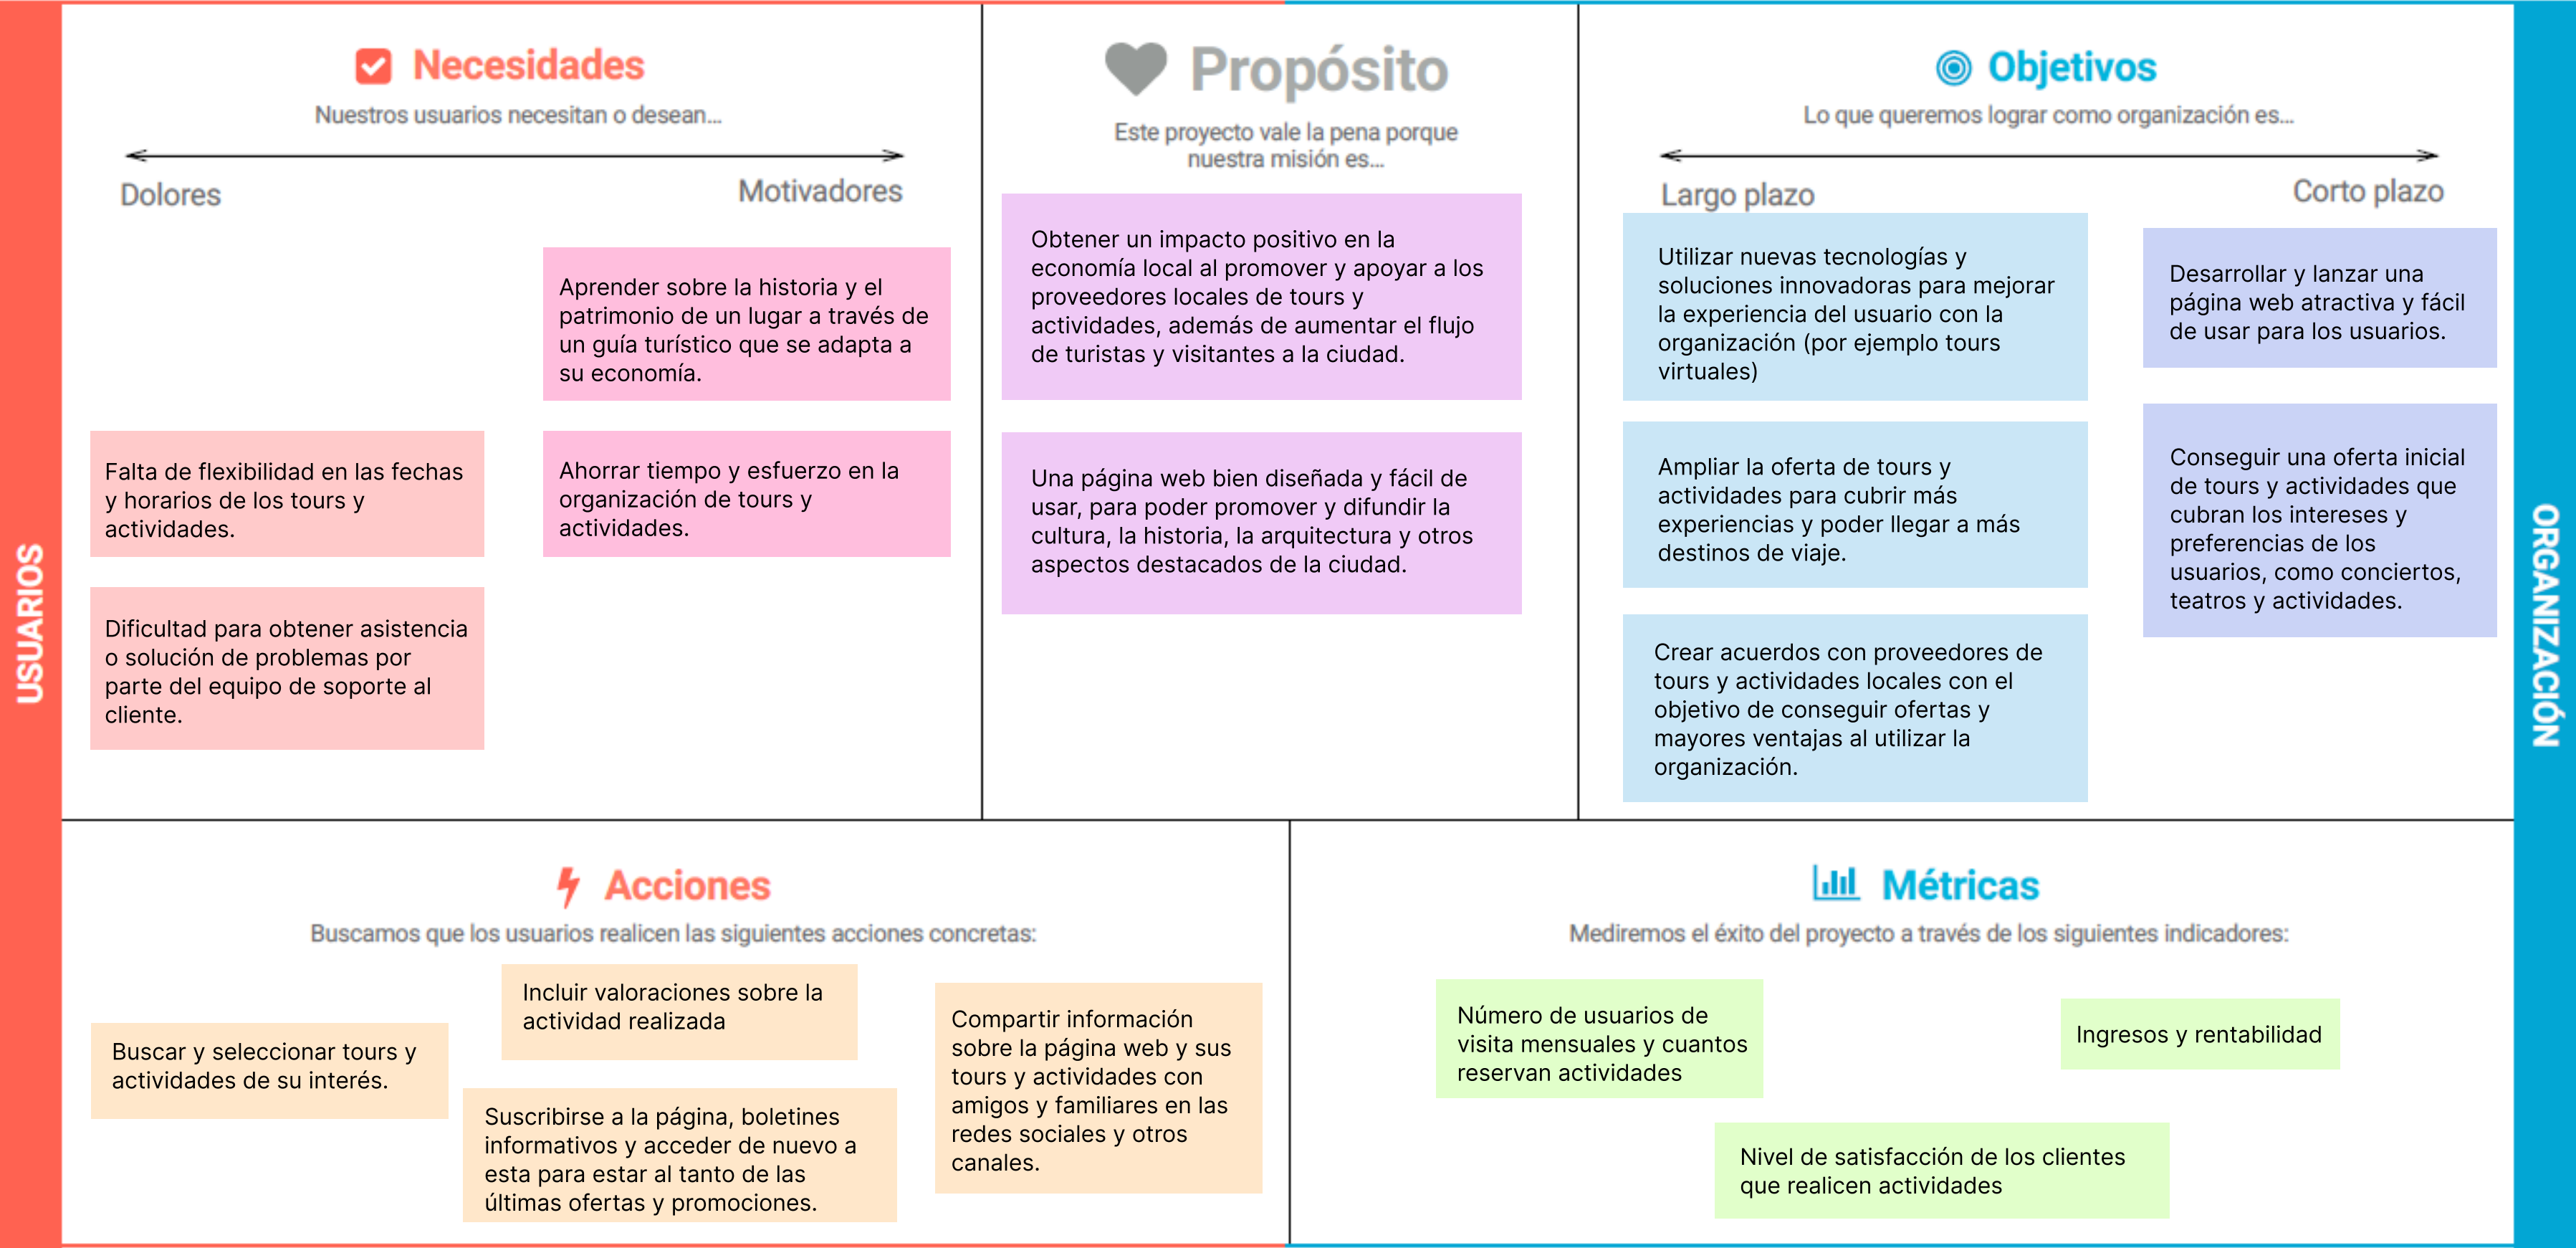 USUARIOS
Necesidades
Nuestros usuarios necesitan o desean...
Dolores
Motivadores
Aprender sobre la historia y el
patrimonio de un lugar a través de
un guía turístico que se adapta a
su economía.
Falta de flexibilidad en las fechas
y horarios de los tours y
actividades.
Ahorrar tiempo y esfuerzo en la
organización de tours y
actividades.
Dificultad para obtener asistencia
o solución de problemas por
parte del equipo de soporte al
cliente.
Propósito
Este proyecto vale la pena porque
nuestra misión es...
Obtener un impacto positivo en la
economía local al promover y apoyar a los
proveedores locales de tours y
actividades, además de aumentar el flujo
de turistas y visitantes a la ciudad.
Una página web bien diseñada y fácil de
usar, para poder promover y difundir la
cultura, la historia, la arquitectura y otros
aspectos destacados de la ciudad.
Objetivos
Lo que queremos lograr como organización es...
Largo plazo
Corto plazo
Utilizar nuevas tecnologías y
soluciones innovadoras para mejorar
la experiencia del usuario con la
organización (por ejemplo tours
virtuales)
Ampliar la oferta de tours y
actividades para cubrir más
experiencias y poder llegar a más
destinos de viaje.
Crear acuerdos con proveedores de
tours y actividades locales con el
objetivo de conseguir ofertas y
mayores ventajas al utilizar la
organización.
Desarrollar y lanzar una
página web atractiva y fácil
de usar para los usuarios.
Conseguir una oferta inicial
de tours y actividades que
cubran los intereses y
preferencias de los
usuarios, como conciertos,
teatros y actividades.
ORGANIZACIÓN
Acciones
Buscamos que los usuarios realicen las siguientes acciones concretas:
Buscar y seleccionar tours y
actividades de su interés.
Incluir valoraciones sobre la
actividad realizada
Suscribirse a la página, boletines
informativos y acceder de nuevo a
esta para estar al tanto de las
últimas ofertas y promociones.
Compartir información
sobre la página web y sus
tours y actividades con
amigos y familiares en las
redes sociales y otros
canales.
Métricas
Mediremos el éxito del proyecto a través de los siguientes indicadores:
Número de usuarios de
visita mensuales y cuantos
reservan actividades
Ingresos y rentabilidad
Nivel de satisfacción de los clientes
que realicen actividades